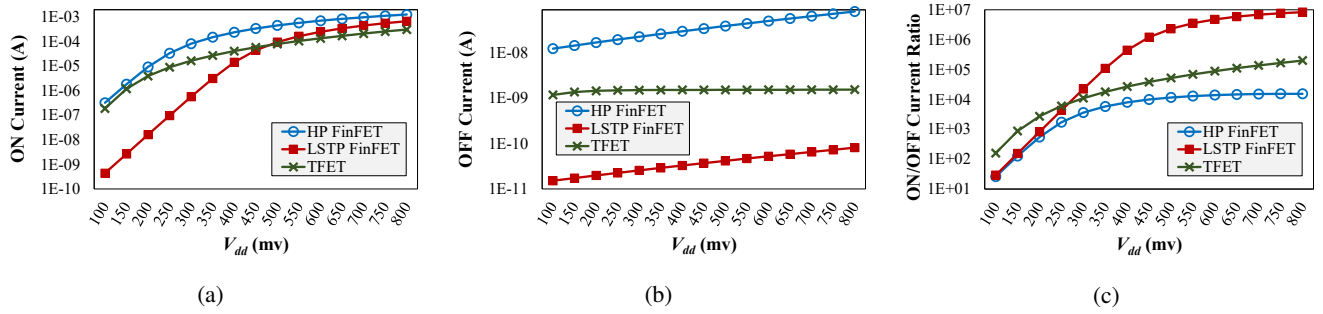 ON Current (A)
1E-03
1E-04
1E-05
1E-06
1E-07
1E-08
1E-09
1E-10
HP FinFET
LSTP FinFET
TFET
100 150 200 250 300 350 400 450 500 550 600 650 700 750 800
Vdd (mv)
(a)
OFF Current (A)
1E-08
1E-09
1E-10
1E-11
HP FinFET
LSTP FinFET
TFET
100 150 200 250 300 350 400 450 500 550 600 650 700 750 800
Vdd (mv)
(b)
ON/OFF Current Ratio
1E+07
1E+06
1E+05
1E+04
1E+03
1E+02
1E+01
HP FinFET
LSTP FinFET
TFET
100 150 200 250 300 350 400 450 500 550 600 650 700 750 800
Vdd (mv)
(c)